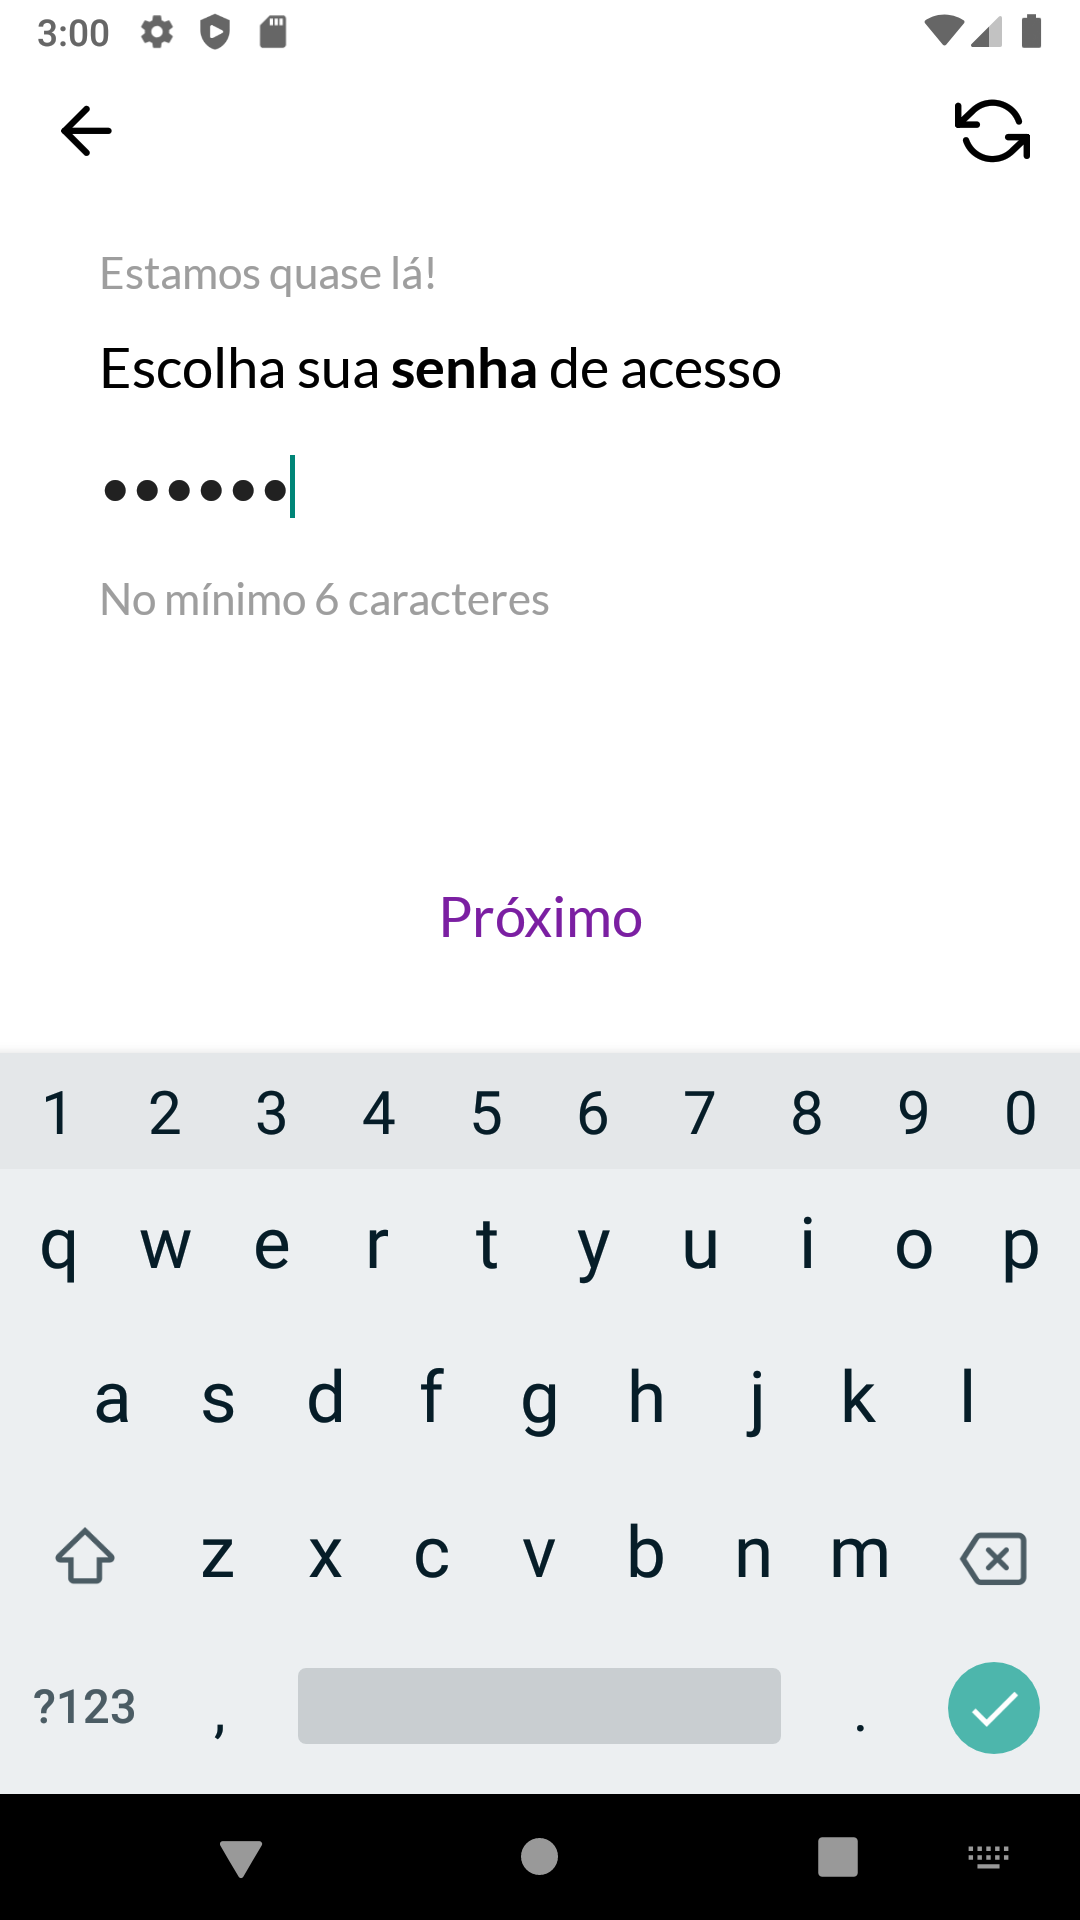 3:00
Estamos quase lá!
Escolha sua senha de acesso
••••••
No mínimo 6 caracteres
Próximo
1 2 3 4 5 6 7 8 9 0
q w e r t y u i o p
a s d f g h j k l
z x c v b n m
?123 , .